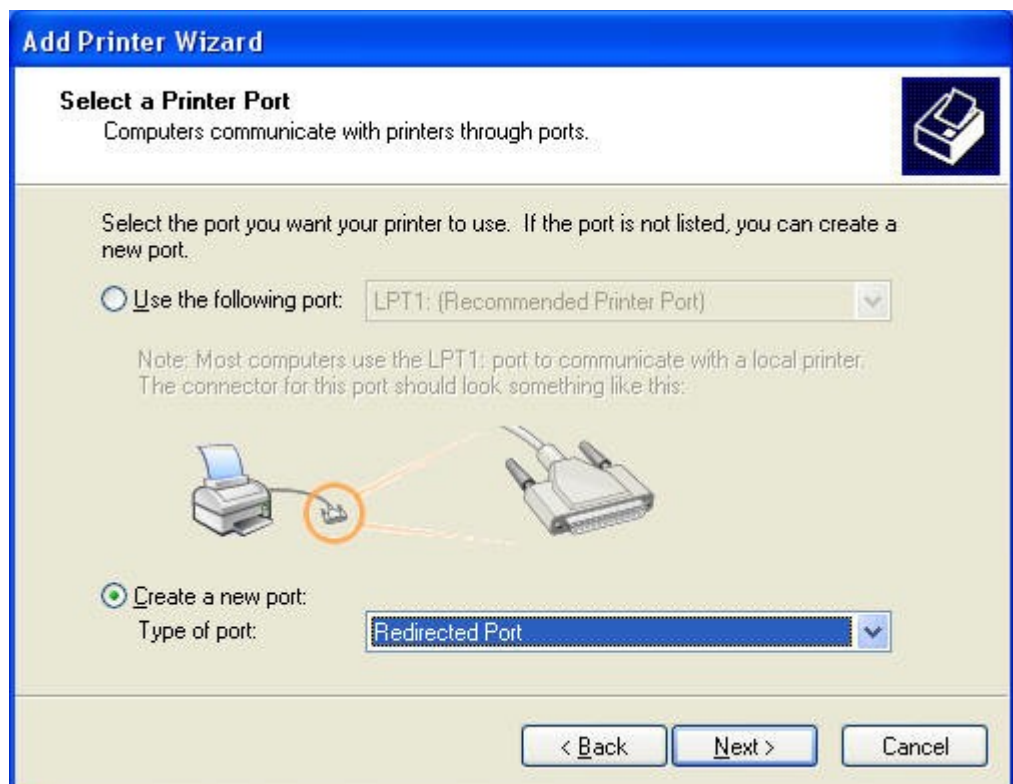 Add Printer Wizard
Select a Printer Port
Computers communicate with printers through ports.
Select the port you want your printer to use. If the port is not listed, you can create a
new port.
Use the following port: LPT1: (Recommended Printer Port)
Note: Most computers use the LPT1: port to communicate with a local printer.
The connector for this port should look something like this:
Create a new port:
Type of port: Redirected Port
< Back Next > Cancel